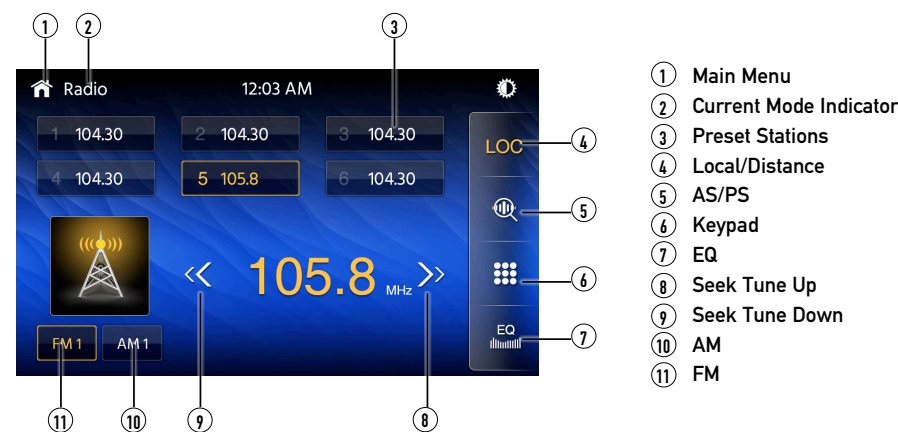 1 2 3
Radio 12:03 AM
1 104.30 2 104.30 3 104.30
4 104.30 5 105.8 6 104.30
LOC 4
5
105.8 MHz
6
EQ 7
FM 1 AM 1
11 10 9 8
1 Main Menu
2 Current Mode Indicator
3 Preset Stations
4 Local/Distance
5 AS/PS
6 Keypad
7 EQ
8 Seek Tune Up
9 Seek Tune Down
10 AM
11 FM